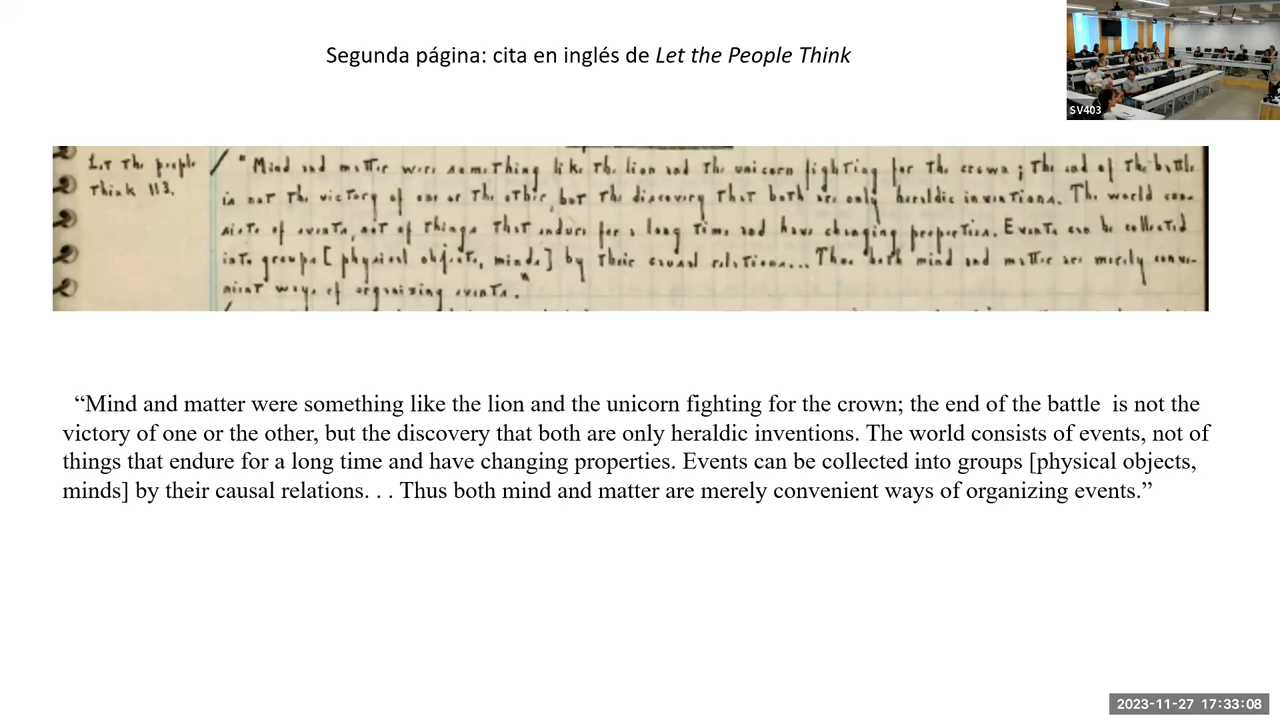 Segunda página: cita en inglés de Let the People Think
SV403
Let the people / "Mind and matter were something like the lion and the unicorn fighting for the crown; the end of the battle
Think 113. is not the victory of one or the other, but the discovery that both are only heraldic inventions. The world con-
sists of events, not of things that endure for a long time and have changing properties. Events can be collected
into groups [physical objects, minds] by their causal relations... Thus both mind and matter are merely conve-
nient ways of organizing events."
“Mind and matter were something like the lion and the unicorn fighting for the crown; the end of the battle is not the
victory of one or the other, but the discovery that both are only heraldic inventions. The world consists of events, not of
things that endure for a long time and have changing properties. Events can be collected into groups [physical objects,
minds] by their causal relations. . . Thus both mind and matter are merely convenient ways of organizing events.”
2023-11-27 17:33:08